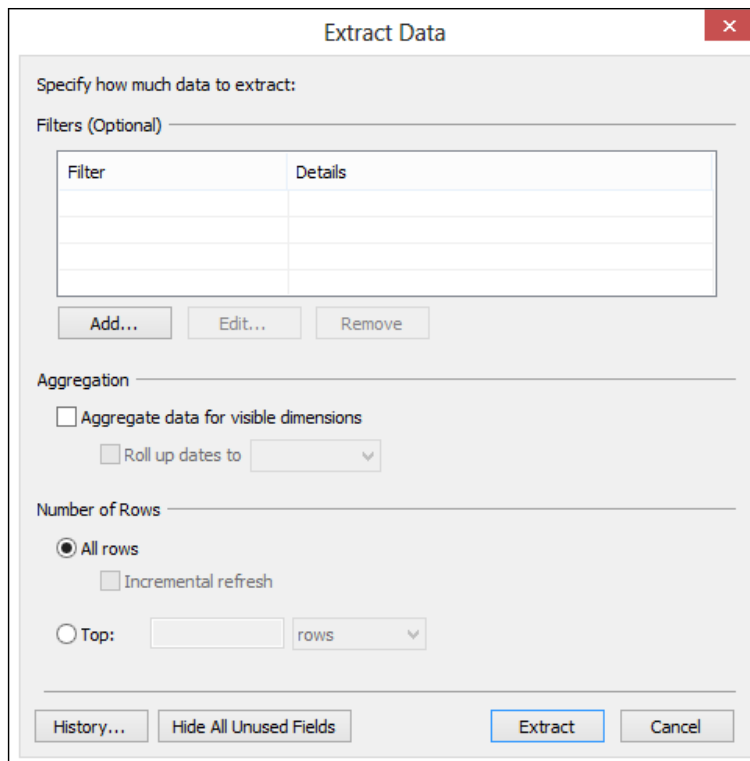 Extract Data
Specify how much data to extract:
Filters (Optional)
Filter Details
Add... Edit... Remove
Aggregation
Aggregate data for visible dimensions
Roll up dates to
Number of Rows
All rows
Incremental refresh
Top: rows
History... Hide All Unused Fields Extract Cancel